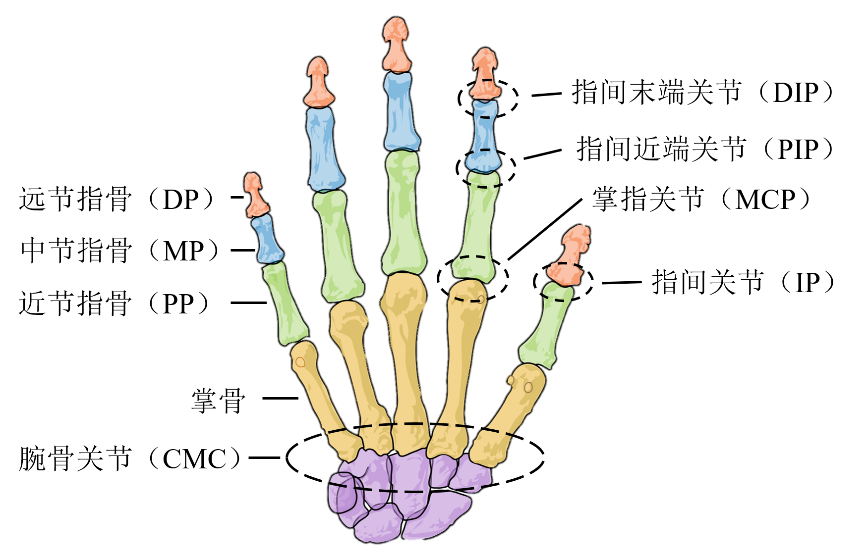 指间末端关节（DIP）
指间近端关节（PIP）
远节指骨（DP）
掌指关节（MCP）
中节指骨（MP）
指间关节（IP）
近节指骨（PP）
掌骨
腕骨关节（CMC）